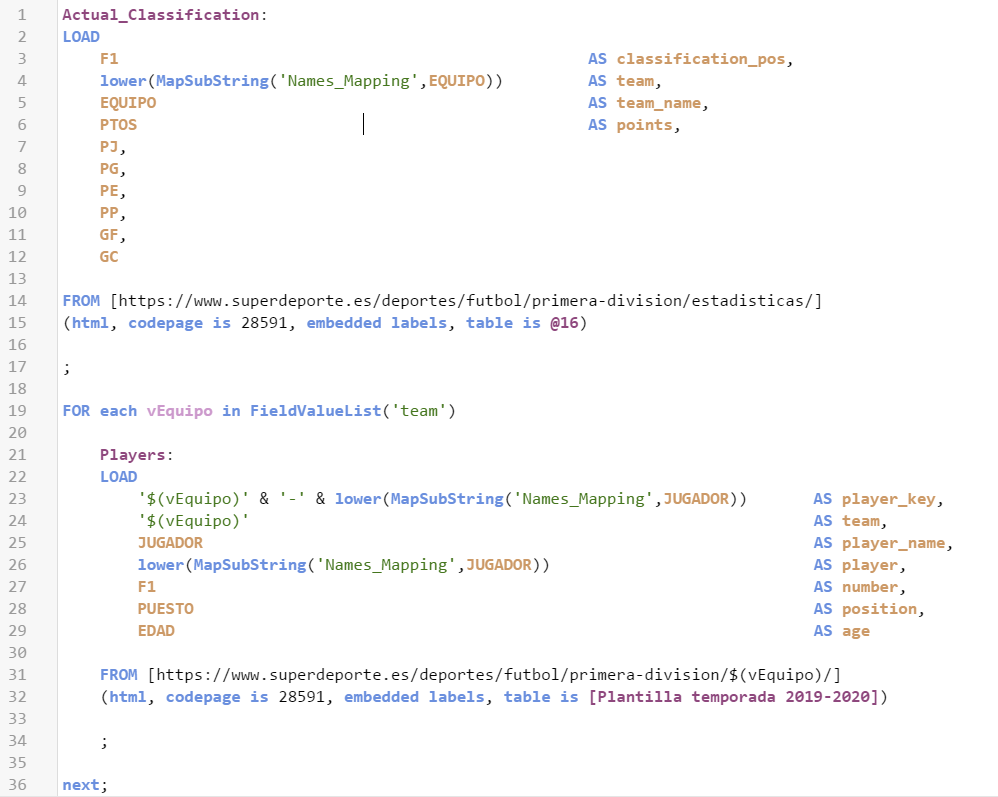 1 Actual_Classification:
2 LOAD
3 F1 AS classification_pos,
4 lower(MapSubString('Names_Mapping',EQUIPO)) AS team,
5 EQUIPO AS team_name,
6 PTOS AS points,
7 PJ,
8 PG,
9 PE,
10 PP,
11 GF,
12 GC
13
14 FROM [https://www.superdeporte.es/deportes/futbol/primera-division/estadisticas/]
15 (html, codepage is 28591, embedded labels, table is @16)
16
17 ;
18
19 FOR each vEquipo in FieldValueList('team')
20
21 Players:
22 LOAD
23 '$(vEquipo)' & '-' & lower(MapSubString('Names_Mapping',JUGADOR)) AS player_key,
24 '$(vEquipo)' AS team,
25 JUGADOR AS player_name,
26 lower(MapSubString('Names_Mapping',JUGADOR)) AS player,
27 F1 AS number,
28 PUESTO AS position,
29 EDAD AS age
30
31 FROM [https://www.superdeporte.es/deportes/futbol/primera-division/$(vEquipo)/]
32 (html, codepage is 28591, embedded labels, table is [Plantilla temporada 2019-2020])
33
34 ;
35
36 next;